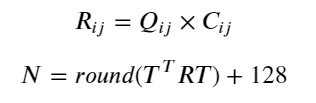 R_{ij} = Q_{ij} × C_{ij}
N = round(T^T RT) + 128